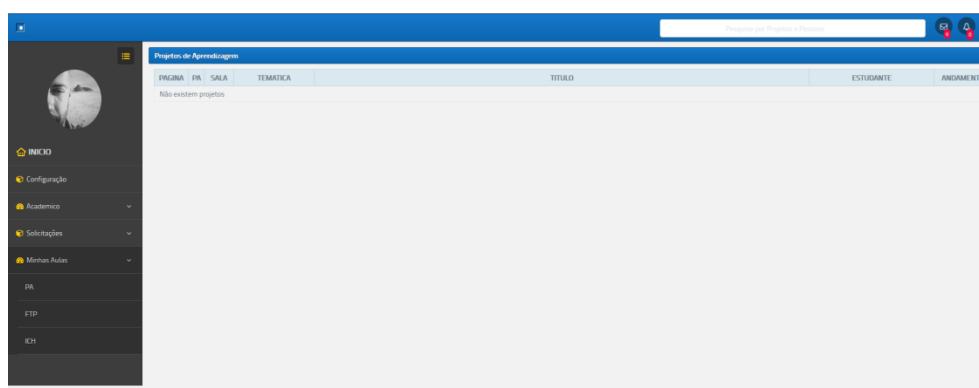 Pesquise por Projetos e Pessoas
Projetos de Aprendizagem
PAGINA PA SALA TEMATICA TITULO ESTUDANTE ANDAMENT
Não existem projetos
INICIO
Configuração
Academico
Solicitações
Minhas Aulas
PA
FTP
ICH